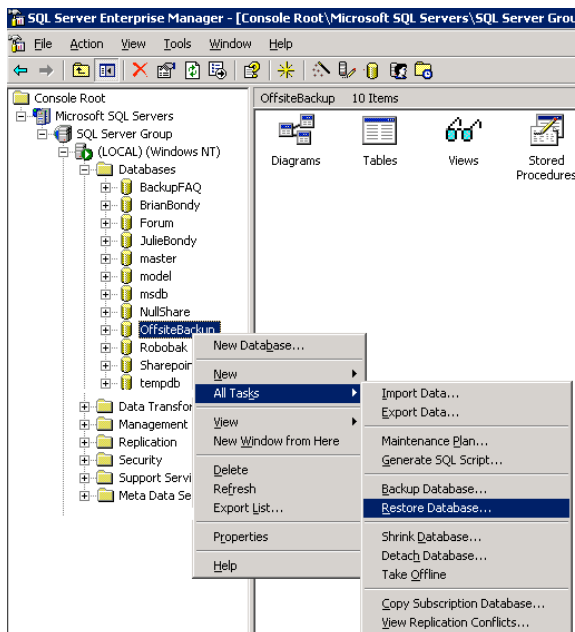 SQL Server Enterprise Manager - [Console Root\Microsoft SQL Servers\SQL Server Grou
File Action View Tools Window Help
Console Root
Microsoft SQL Servers
SQL Server Group
(LOCAL) (Windows NT)
Databases
BackupFAQ
BrianBondy
Forum
JulieBondy
master
model
msdb
NullShare
OffsiteBackup
Robobak
Sharepoin
tempdb
Data Transfor
Management
Replication
Security
Support Servi
Meta Data Se
OffsiteBackup 10 Items
Diagrams
Tables
Views
Stored
Procedures
New Database...
New
All Tasks
View
New Window from Here
Delete
Refresh
Export List...
Properties
Help
Import Data...
Export Data...
Maintenance Plan...
Generate SQL Script...
Backup Database...
Restore Database...
Shrink Database...
Detach Database...
Take Offline
Copy Subscription Database...
View Replication Conflicts...